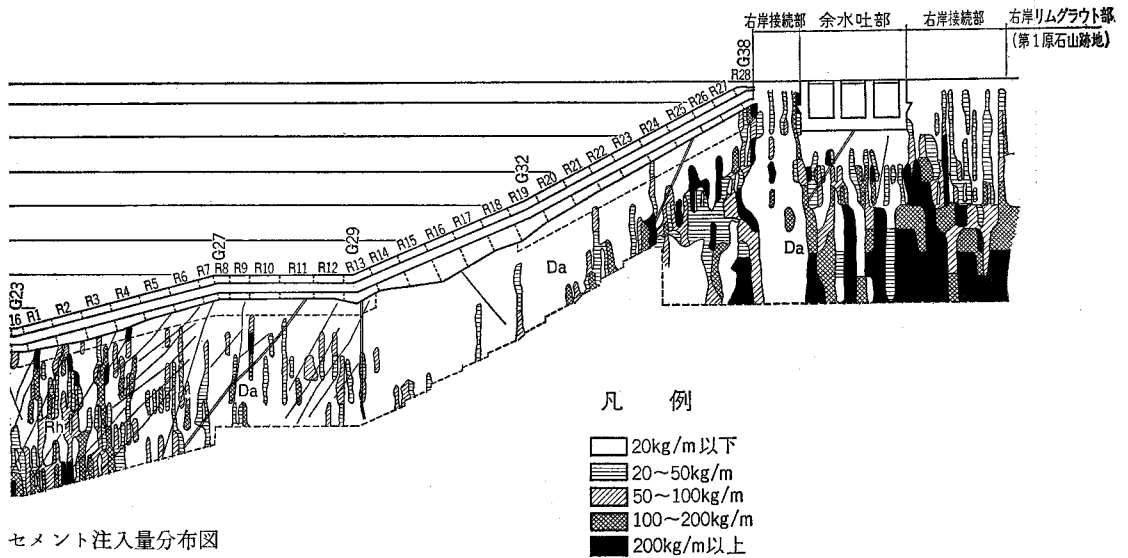 右岸接続部 余水吐部 右岸接続部 右岸リムグラウト部
(第1原石山跡地)
G38
R28
R27
R26
R25
R24
R23
R22
R21
R20
G32
R19
R18
R17
R16
R15
R14
G29
R13
R12
R11
R10
R9
R8
G27
R7
R6
R5
R4
R3
R2
R1
G23
16
Da
Da
Da
Rh
凡 例
20kg/m以下
20～50kg/m
50～100kg/m
100～200kg/m
200kg/m以上
セメント注入量分布図